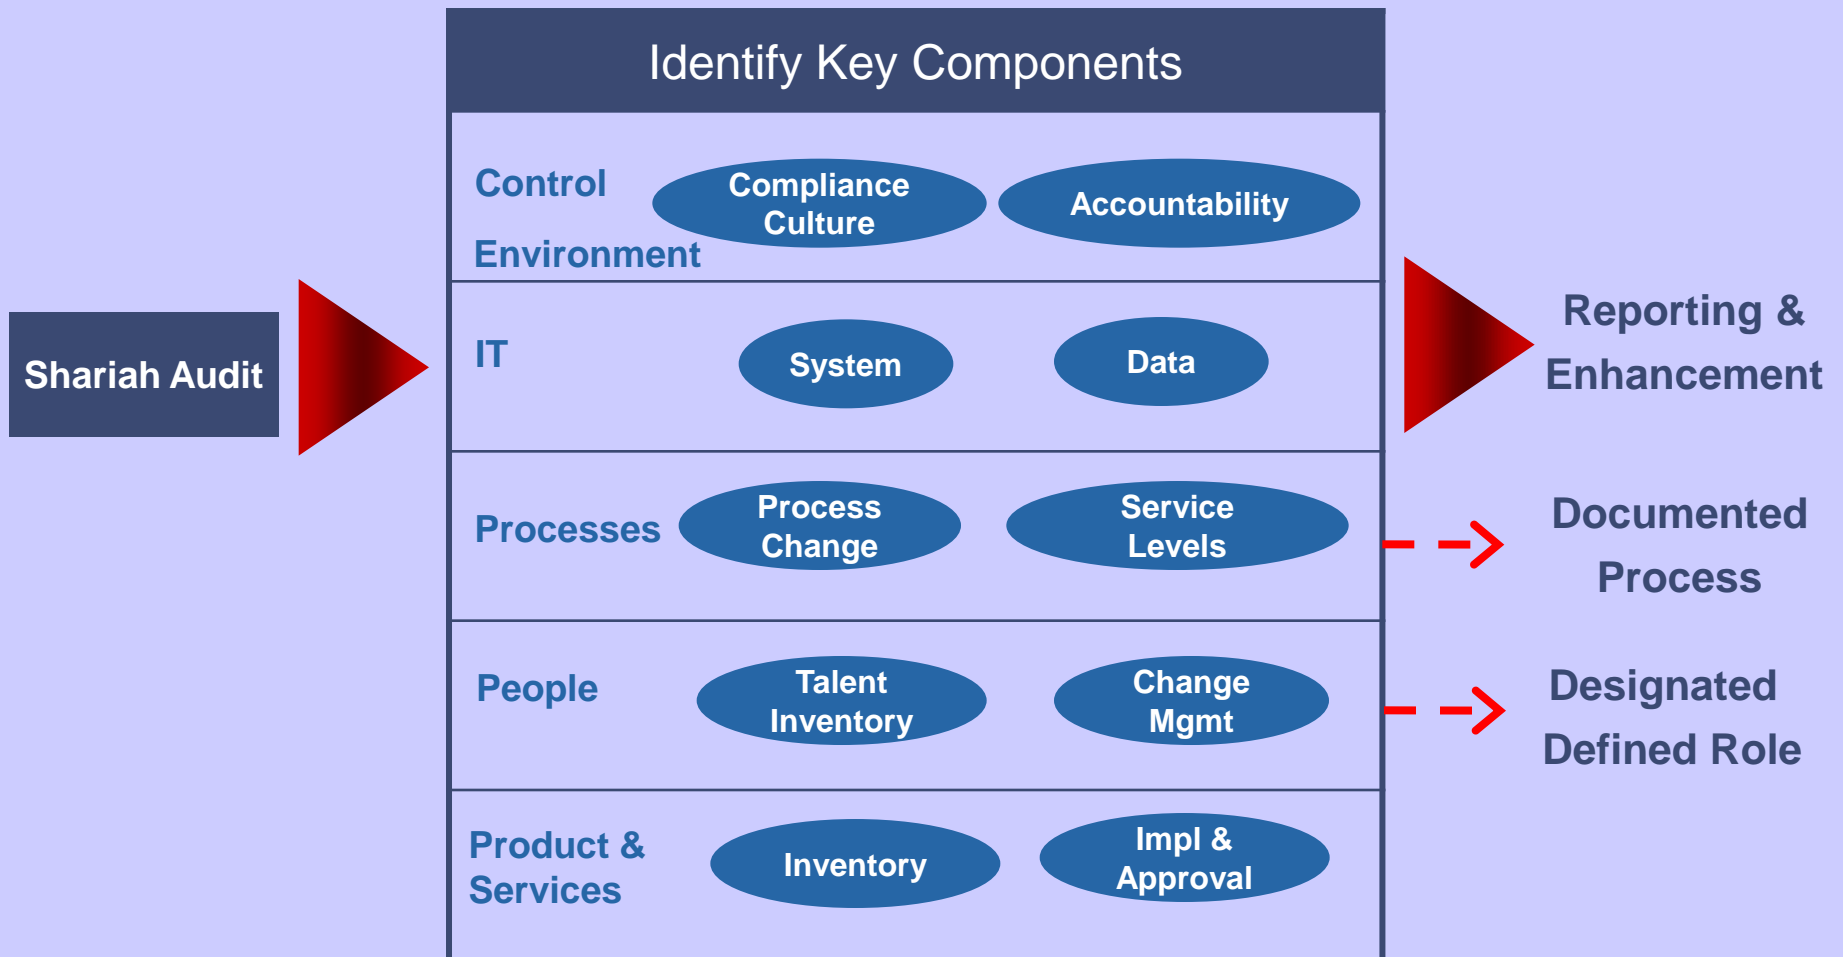 Identify Key Components
Control
Environment
Compliance
Culture
Accountability
Shariah Audit
IT
System
Data
Reporting &
Enhancement
Processes
Process
Change
Service
Levels
Documented
Process
People
Talent
Inventory
Change
Mgmt
Designated
Defined Role
Product &
Services
Inventory
Impl &
Approval